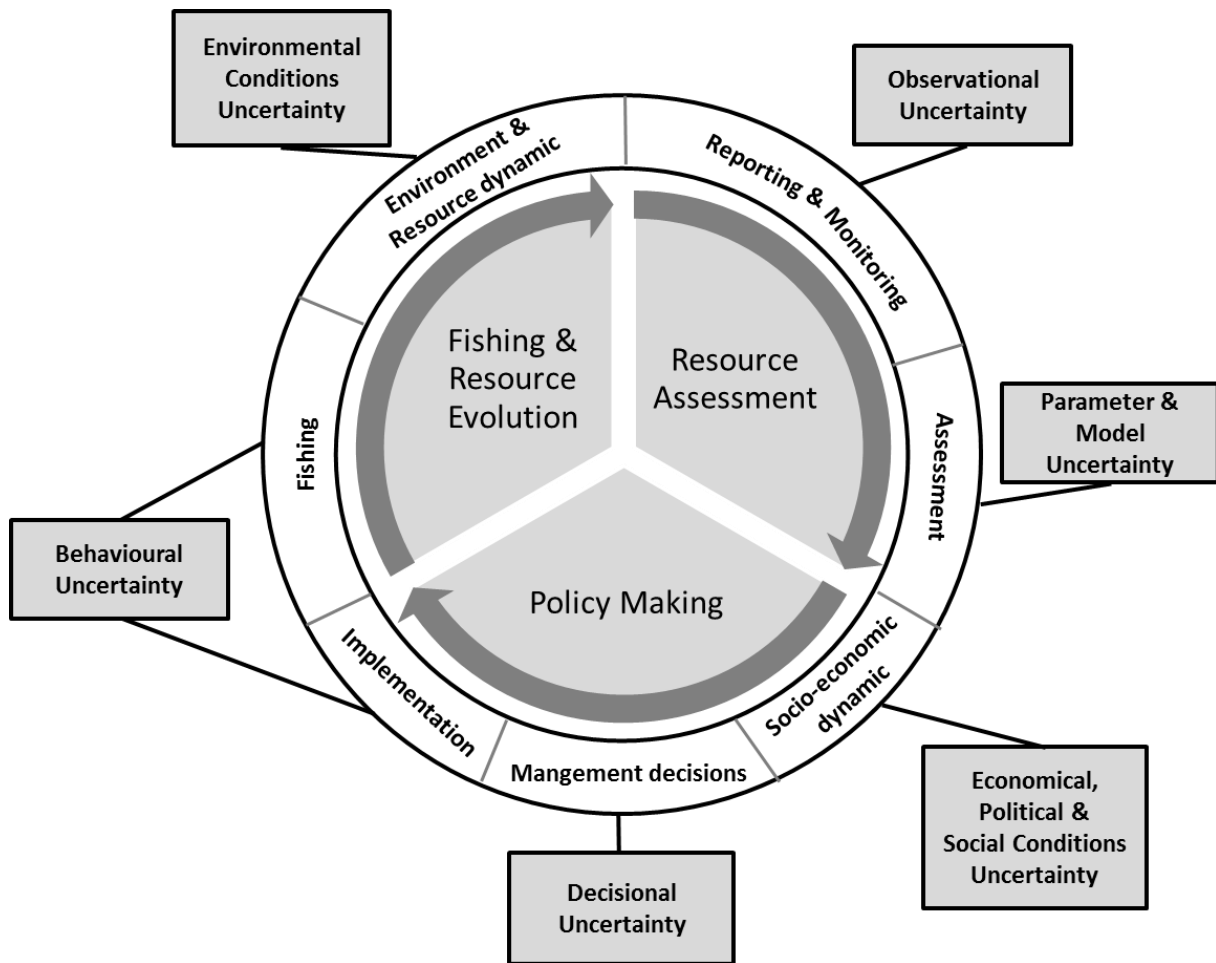 Environmental
Conditions
Uncertainty
Observational
Uncertainty
Environment &
Resource dynamic
Reporting & Monitoring
Fishing &
Resource
Evolution
Resource
Assessment
Parameter &
Model
Uncertainty
Assessment
Fishing
Behavioural
Uncertainty
Policy Making
Implementation
Mangement decisions
Socio-economic
dynamic
Economical,
Political &
Social Conditions
Uncertainty
Decisional
Uncertainty